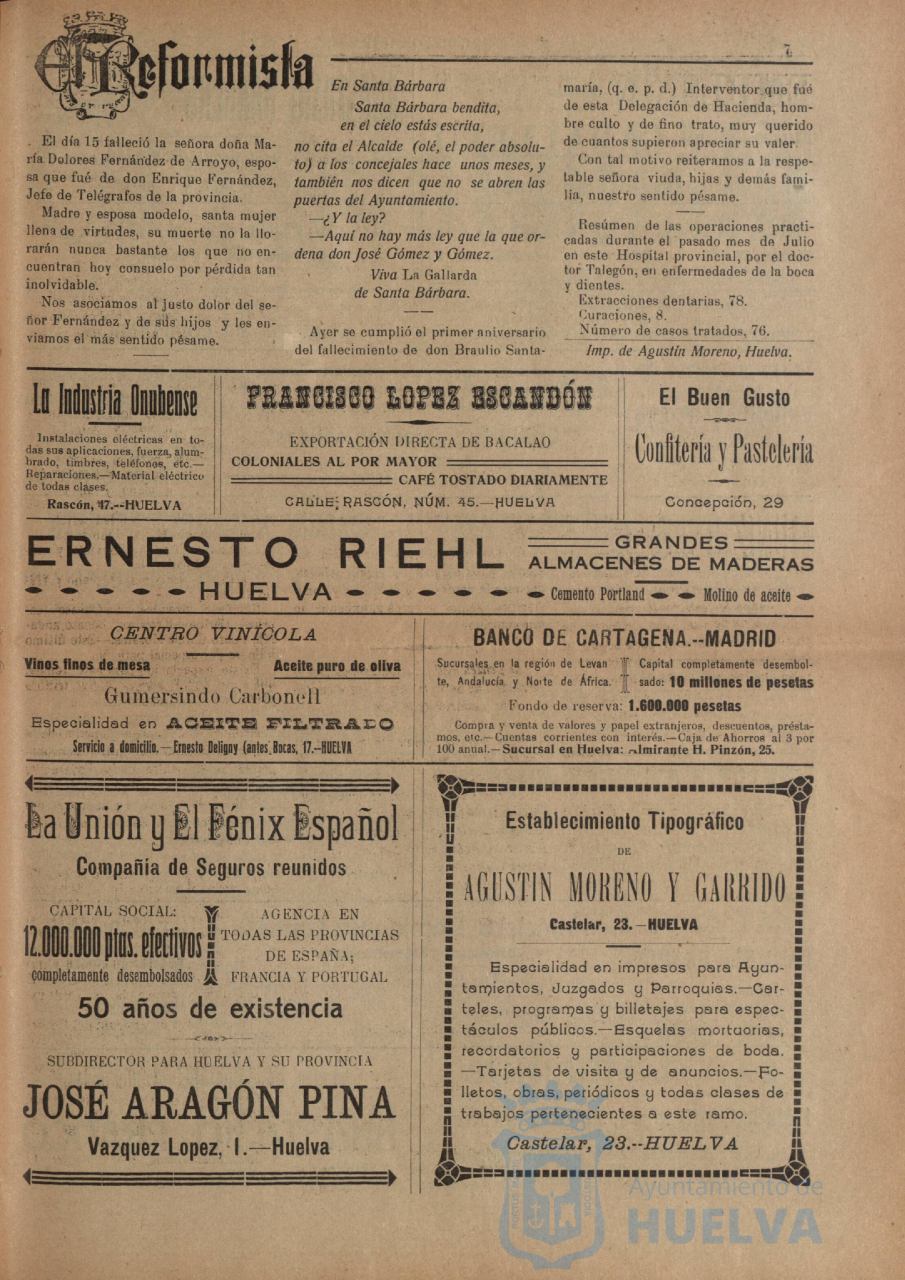 El Reformista
7
El día 15 falleció la señora doña Ma-
ría Dolores Fernández de Arroyo, espo-
sa que fué de don Enrique Fernández,
Jefe de Telégrafos de la provincia.
Madre y esposa modelo, santa mujer
llena de virtudes, su muerte no la llo-
rarán nunca bastante los que no en-
cuentran hoy consuelo por pérdida tan
inolvidable.
Nos asociamos al justo dolor del se-
ñor Fernández y de sus hijos y les en-
viamos el más sentido pésame.
En Santa Bárbara
Santa Bárbara bendita,
en el cielo estás escrita,
no cita el Alcalde (olé, el poder absolu-
to) a los concejales hace unos meses, y
también nos dicen que no se abren las
puertas del Ayuntamiento.
—¿Y la ley?
—Aquí no hay más ley que la que or-
dena don José Gómez y Gómez.
Viva La Gallarda
de Santa Bárbara.
Ayer se cumplió el primer aniversario
del fallecimiento de don Braulio Santa-
maría, (q. e. p. d.) Interventor que fué
de esta Delegación de Hacienda, hom-
bre culto y de fino trato, muy querido
de cuantos supieron apreciar su valer.
Con tal motivo reiteramos a la respe-
table señora viuda, hijas y demás fami-
lia, nuestro sentido pésame.
Resúmen de las operaciones practi-
cadas durante el pasado mes de Julio
en este Hospital provincial, por el doc-
tor Talegón, en enfermedades de la boca
y dientes.
Extracciones dentarias, 78.
Curaciones, 8.
Número de casos tratados, 76.
Imp. de Agustín Moreno, Huelva.
La Industria Onubense
Instalaciones eléctricas en to-
das sus aplicaciones, fuerza, alum-
brado, timbres, teléfonos, etc.—
Reparaciones.—Material eléctrico
de todas clases.
Rascón, 47.--HUELVA
FRANCISCO LOPEZ ESCANDÓN
EXPORTACIÓN DIRECTA DE BACALAO
COLONIALES AL POR MAYOR
CAFÉ TOSTADO DIARIAMENTE
CALLE; RASCÓN, NÚM. 45.—HUELVA
El Buen Gusto
Confitería y Pastelería
Concepción, 29
ERNESTO RIEHL
HUELVA
GRANDES
ALMACENES DE MADERAS
Cemento Portland
Molino de aceite
CENTRO VINÍCOLA
Vinos finos de mesa
Aceite puro de oliva
Gumersindo Carbonell
Especialidad en ACEITE FILTRADO
Servicio a domicilio.—Ernesto Deligny (antes Bocas, 17.--HUELVA
BANCO DE CARTAGENA.--MADRID
Sucursales en la región de Levan
te, Andalucía y Norte de África.
Capital completamente desembol-
sado: 10 millones de pesetas
Fondo de reserva: 1.600.000 pesetas
Compra y venta de valores y papel extranjeros, descuentos, présta-
mos, etc.—Cuentas corrientes con interés.—Caja de Ahorros al 3 por
100 anual.—Sucursal en Huelva: Almirante H. Pinzón, 25.
La Unión y El Fénix Español
Compañía de Seguros reunidos
CAPITAL SOCIAL:
12.000.000 ptas. efectivos
completamente desembolsados
AGENCIA EN
TODAS LAS PROVINCIAS
DE ESPAÑA;
FRANCIA Y PORTUGAL
50 años de existencia
SUBDIRECTOR PARA HUELVA Y SU PROVINCIA
JOSÉ ARAGÓN PINA
Vazquez Lopez, 1.—Huelva
Establecimiento Tipográfico
DE
AGUSTIN MORENO Y GARRIDO
Castelar, 23.—HUELVA
Especialidad en impresos para Ayun-
tamientos, Juzgados y Parroquias.—Car-
teles, programas y billetajes para espec-
táculos públicos.—Esquelas mortuorias,
recordatorios y participaciones de boda.
—Tarjetas de visita y de anuncios.—Fo-
lletos, obras, periódicos y todas clases de
trabajos pertenecientes a este ramo.
Castelar, 23.--HUELVA
Ayuntamiento de
HUELVA